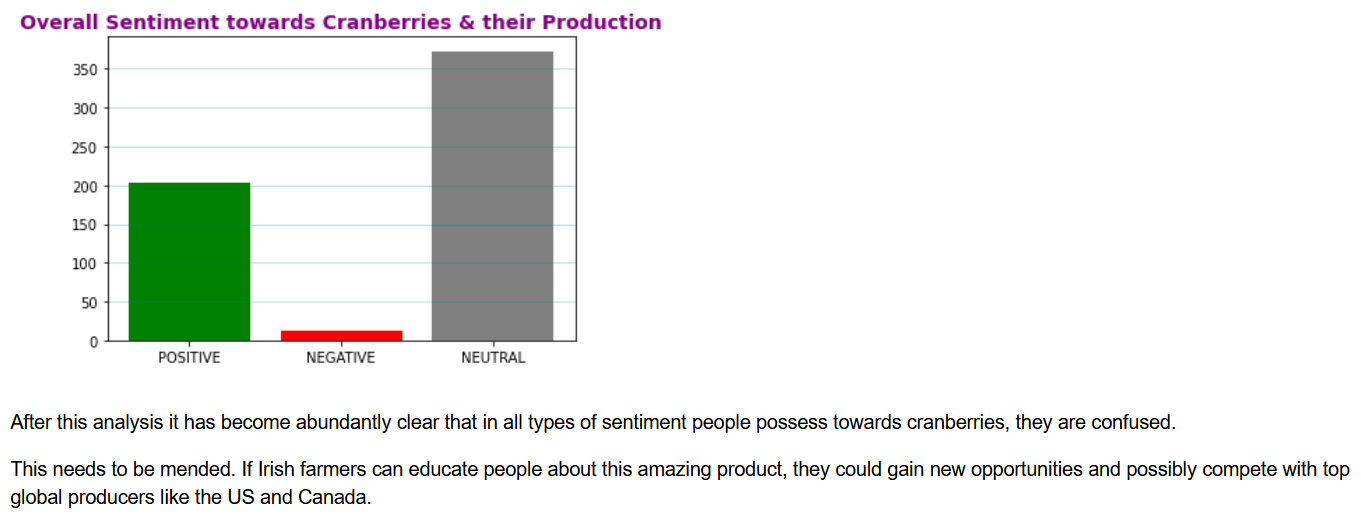 Overall Sentiment towards Cranberries & their Production
350
300
250
200
150
100
50
0
POSITIVE NEGATIVE NEUTRAL
After this analysis it has become abundantly clear that in all types of sentiment people possess towards cranberries, they are confused.
This needs to be mended. If Irish farmers can educate people about this amazing product, they could gain new opportunities and possibly compete with top
global producers like the US and Canada.